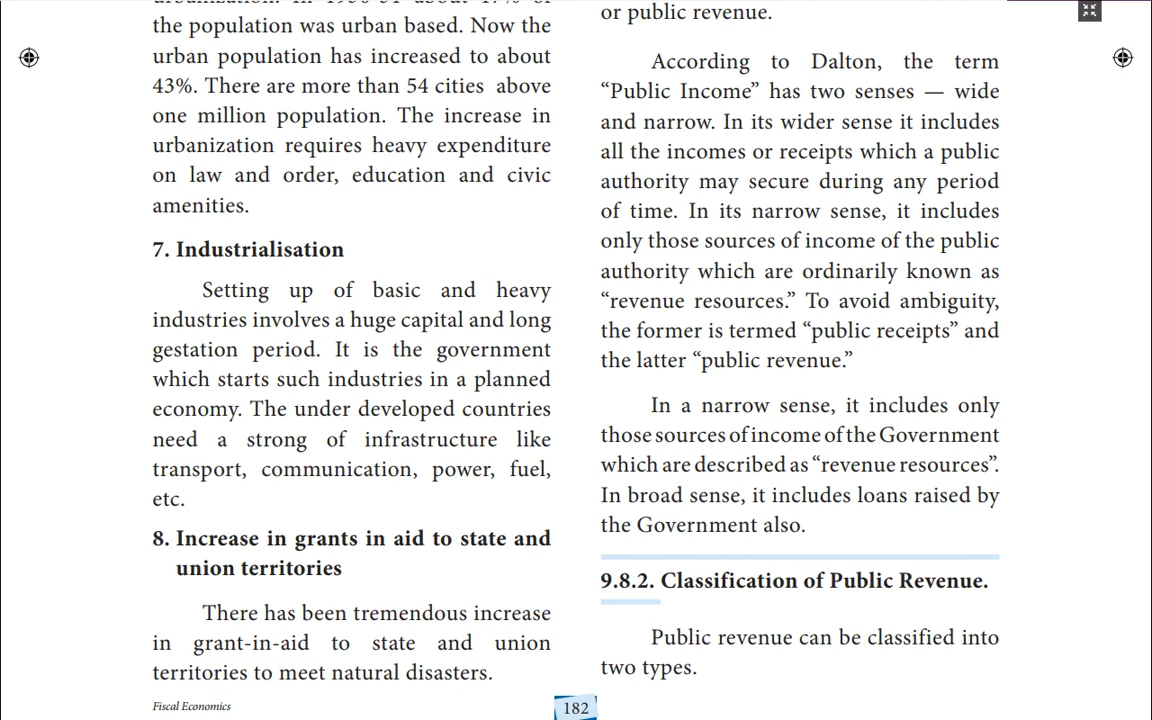 the population was urban based. Now the
urban population has increased to about
43%. There are more than 54 cities above
one million population. The increase in
urbanization requires heavy expenditure
on law and order, education and civic
amenities.
7. Industrialisation
Setting up of basic and heavy
industries involves a huge capital and long
gestation period. It is the government
which starts such industries in a planned
economy. The under developed countries
need a strong of infrastructure like
transport, communication, power, fuel,
etc.
8. Increase in grants in aid to state and
union territories
There has been tremendous increase
in grant-in-aid to state and union
territories to meet natural disasters.
or public revenue.
According to Dalton, the term
“Public Income” has two senses — wide
and narrow. In its wider sense it includes
all the incomes or receipts which a public
authority may secure during any period
of time. In its narrow sense, it includes
only those sources of income of the public
authority which are ordinarily known as
“revenue resources.” To avoid ambiguity,
the former is termed “public receipts” and
the latter “public revenue.”
In a narrow sense, it includes only
those sources of income of the Government
which are described as “revenue resources”.
In broad sense, it includes loans raised by
the Government also.
9.8.2. Classification of Public Revenue.
Public revenue can be classified into
two types.
Fiscal Economics
182